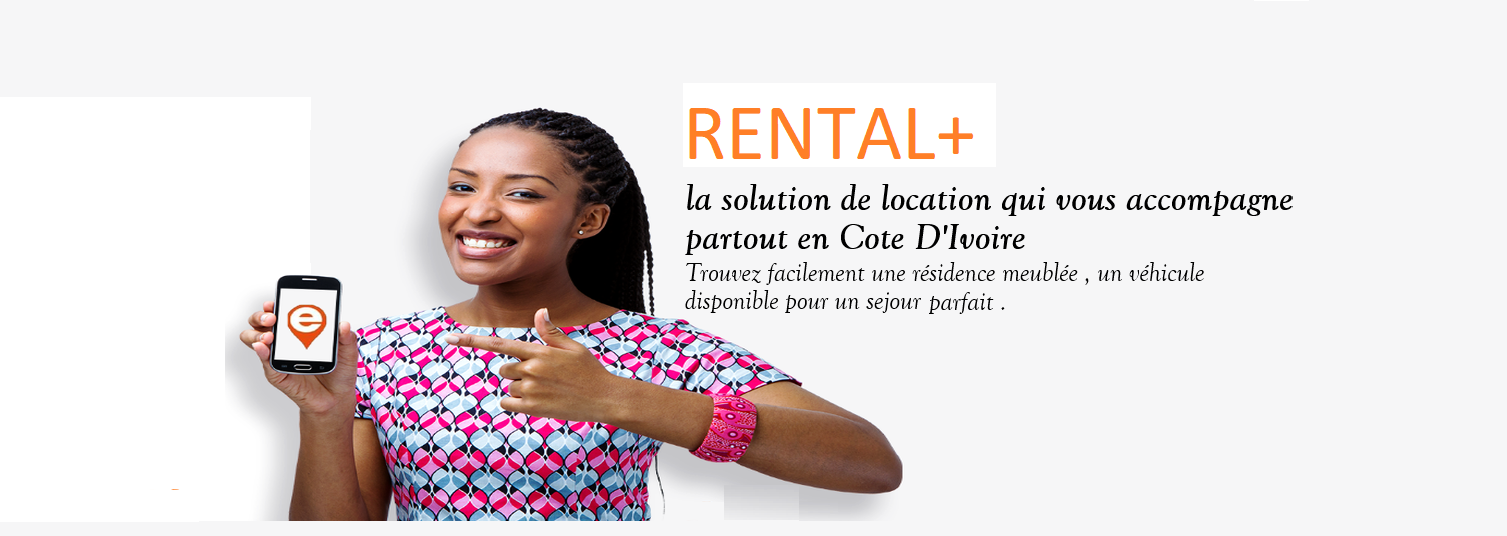 RENTAL+
la solution de location qui vous accompagne
partout en Cote D'Ivoire
Trouvez facilement une résidence meublée , un véhicule
disponible pour un sejour parfait .
e